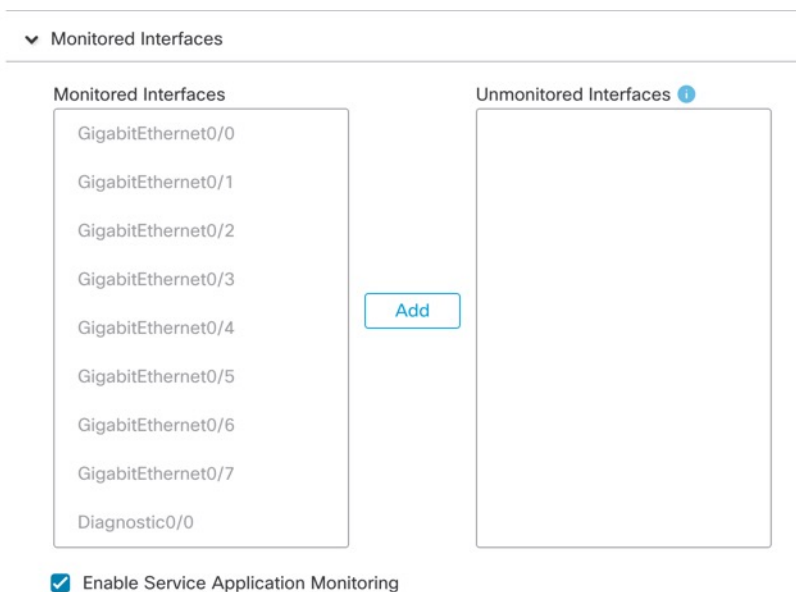 Monitored Interfaces
Monitored Interfaces
GigabitEthernet0/0
GigabitEthernet0/1
GigabitEthernet0/2
GigabitEthernet0/3
GigabitEthernet0/4
GigabitEthernet0/5
GigabitEthernet0/6
GigabitEthernet0/7
Diagnostic0/0
Add
Unmonitored Interfaces
Enable Service Application Monitoring